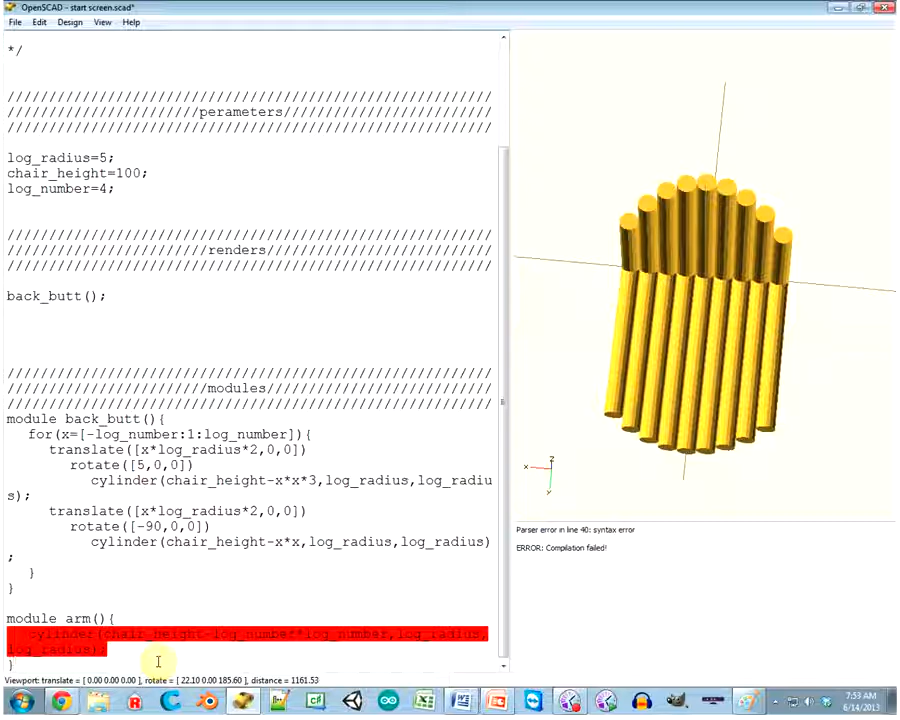 OpenSCAD - start screen.scad*
File Edit Design View Help
*/
////////////////////////////////////////////////////////////
////////////////////////perameters//////////////////////////
////////////////////////////////////////////////////////////
log_radius=5;
chair_height=100;
log_number=4;
////////////////////////////////////////////////////////////
/////////////////////////renders////////////////////////////
////////////////////////////////////////////////////////////
back_butt();
////////////////////////////////////////////////////////////
/////////////////////////modules////////////////////////////
////////////////////////////////////////////////////////////
module back_butt(){
for(x=[-log_number:1:log_number]){
translate([x*log_radius*2,0,0])
rotate([5,0,0])
cylinder(chair_height-x*x*3,log_radius,log_radiu
s);
translate([x*log_radius*2,0,0])
rotate([-90,0,0])
cylinder(chair_height-x*x,log_radius,log_radius)
;
}
}
module arm(){
cylinder(chair_height-log_number*log_number,log_radius,
log_radius);
}
x
z
y
Parser error in line 40: syntax error
ERROR: Compilation failed!
Viewport: translate = [ 0.00 0.00 0.00 ], rotate = [ 22.10 0.00 185.60 ], distance = 1161.53
7:53 AM
6/14/2013